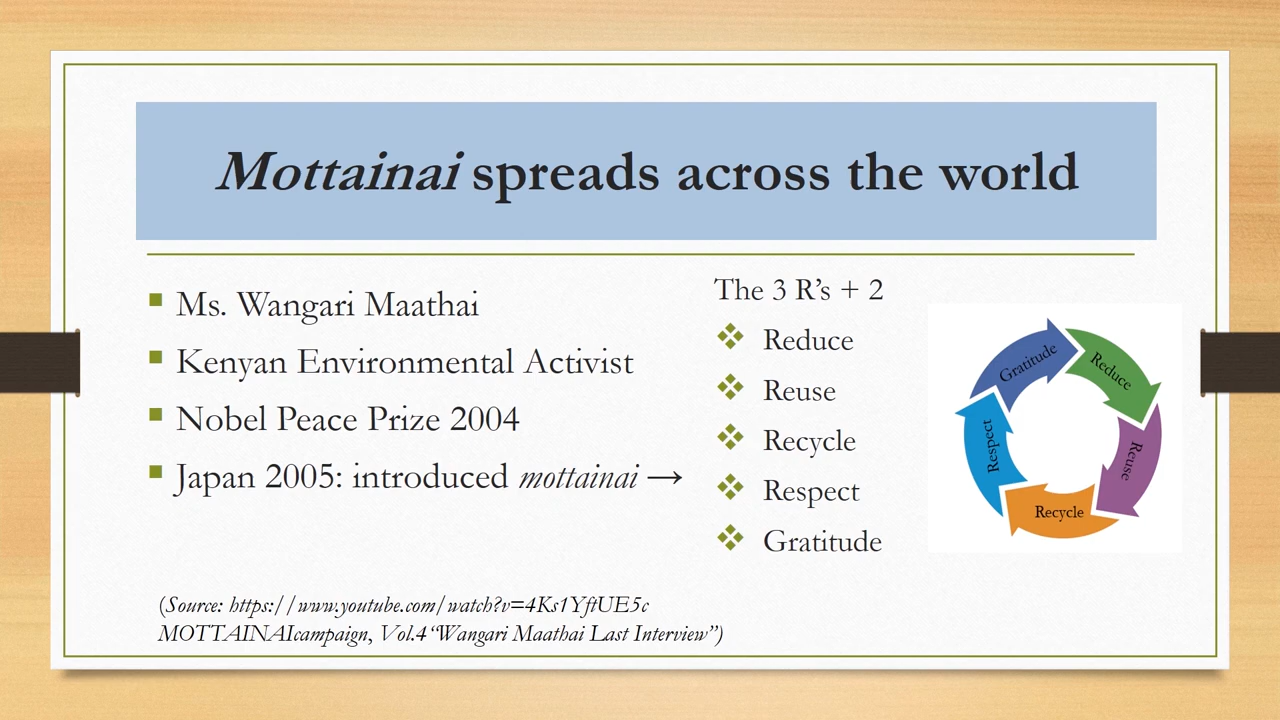 Mottainai spreads across the world
Ms. Wangari Maathai
Kenyan Environmental Activist
Nobel Peace Prize 2004
Japan 2005: introduced mottainai →
The 3 R’s + 2
Reduce
Reuse
Recycle
Respect
Gratitude
Gratitude
Reduce
Reuse
Recycle
Respect
(Source: https://www.youtube.com/watch?v=4Ks1YftUE5c
MOTTAINAIcampaign, Vol.4 “Wangari Maathai Last Interview”)